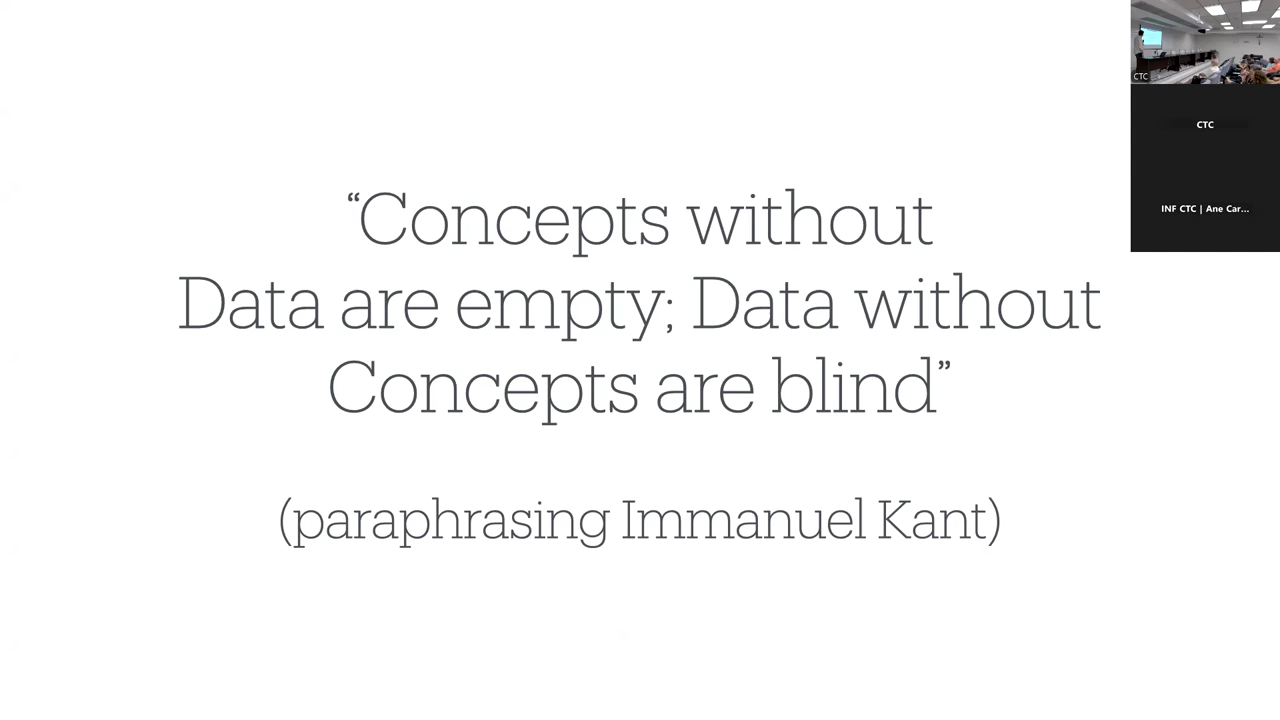 “Concepts without
Data are empty; Data without
Concepts are blind”
(paraphrasing Immanuel Kant)
CTC
CTC
INF CTC | Ane Car...